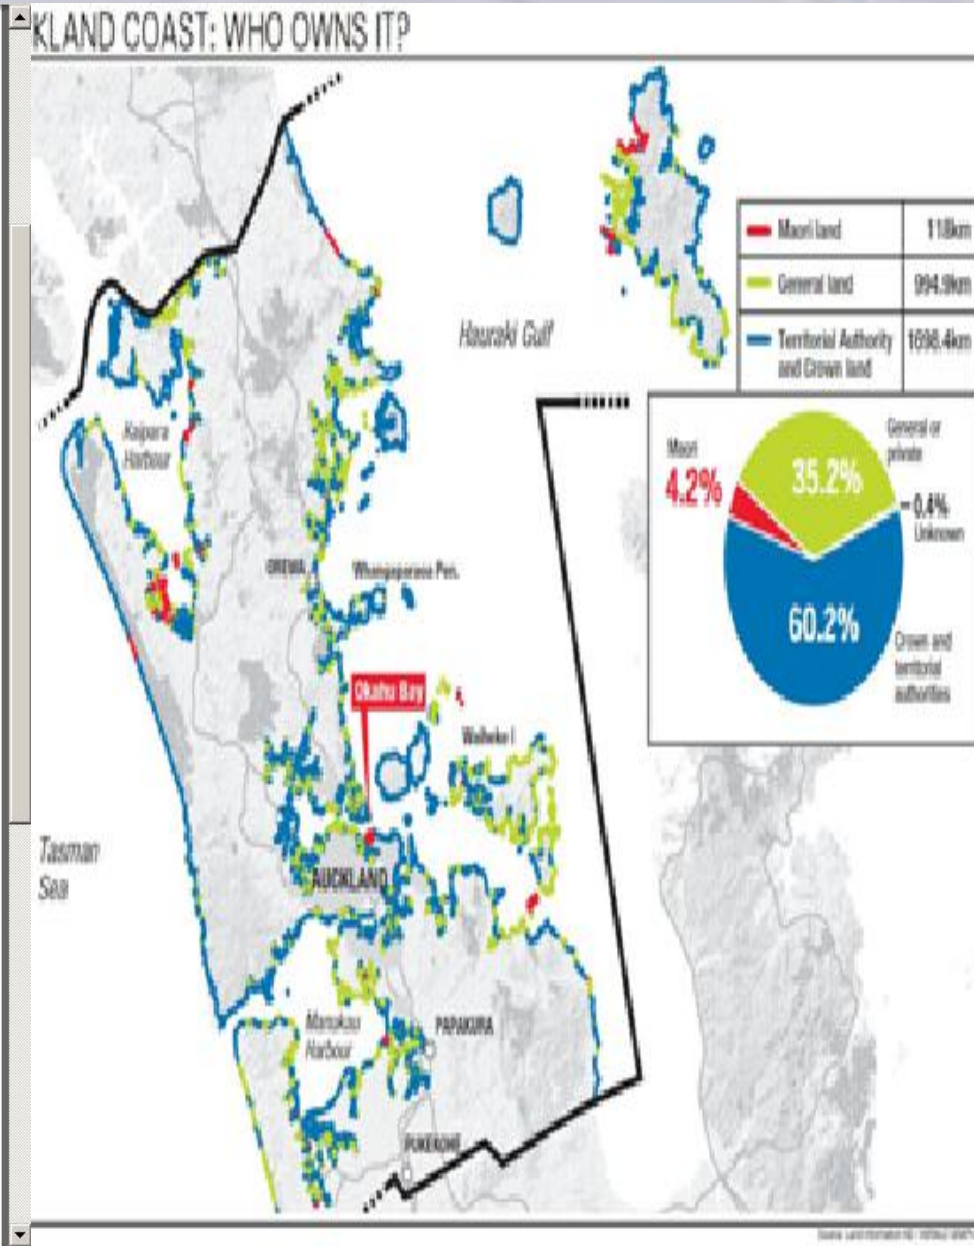 KLAND COAST: WHO OWNS IT?
Maori land 118km
General land 994.9km
Territorial Authority 1698.4km
and Crown land
Hauraki Gulf
Kaipara
Harbour
Maori
4.2%
General or
private
35.2%
0.4%
Unknown
60.2%
Crown and
territorial
authorities
OREWA
Whangaparaoa Pen.
Okahu Bay
Waiheke I
Tasman
Sea
AUCKLAND
Manukau
Harbour
PAPAKURA
PUKEKOHE